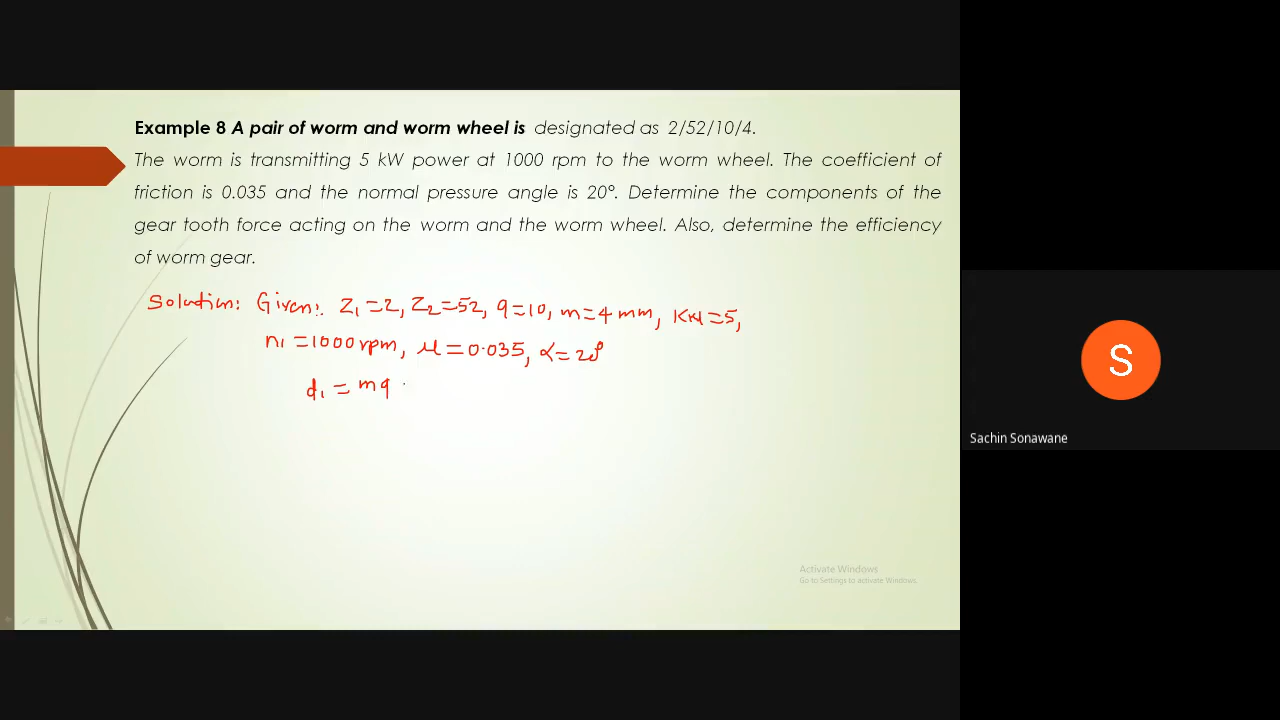 Example 8 A pair of worm and worm wheel is designated as 2/52/10/4.
The worm is transmitting 5 kW power at 1000 rpm to the worm wheel. The coefficient of
friction is 0.035 and the normal pressure angle is 20°. Determine the components of the
gear tooth force acting on the worm and the worm wheel. Also, determine the efficiency
of worm gear.
Solution: Given: z₁ = 2, z₂ = 52, q = 10, m = 4 mm, kW = 5,
n₁ = 1000 rpm, μ = 0.035, α = 20°
d₁ = mq
S
Sachin Sonawane
Activate Windows
Go to Settings to activate Windows.